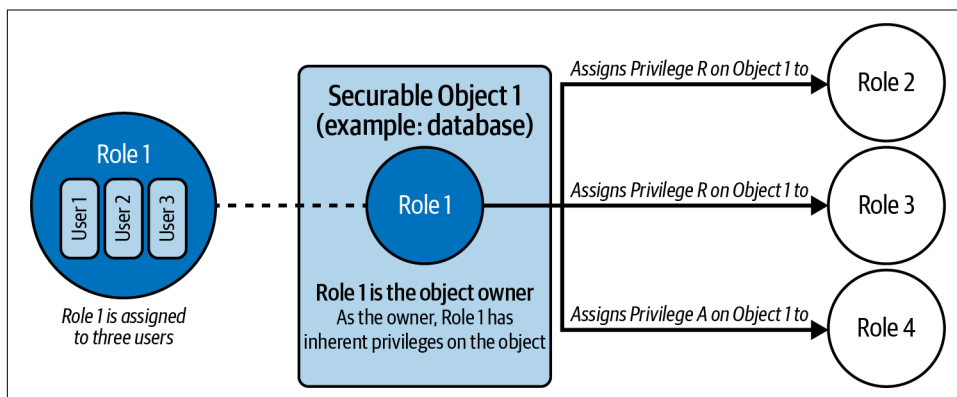 Role 1
User 1
User 2
User 3
Role 1 is assigned
to three users
Securable Object 1
(example: database)
Role 1
Role 1 is the object owner
As the owner, Role 1 has
inherent privileges on the object
Assigns Privilege R on Object 1 to
Role 2
Assigns Privilege R on Object 1 to
Role 3
Assigns Privilege A on Object 1 to
Role 4